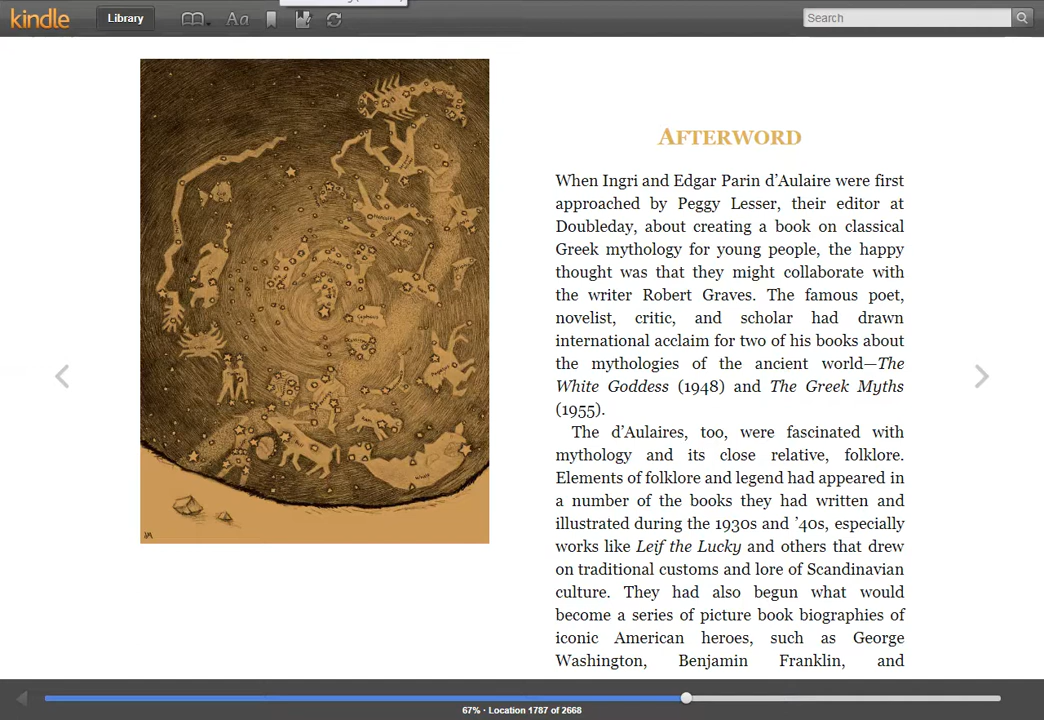 kindle
Library
Aa
Search
AFTERWORD
When Ingri and Edgar Parin d’Aulaire were first
approached by Peggy Lesser, their editor at
Doubleday, about creating a book on classical
Greek mythology for young people, the happy
thought was that they might collaborate with
the writer Robert Graves. The famous poet,
novelist, critic, and scholar had drawn
international acclaim for two of his books about
the mythologies of the ancient world—The
White Goddess (1948) and The Greek Myths
(1955).
The d’Aulaires, too, were fascinated with
mythology and its close relative, folklore.
Elements of folklore and legend had appeared in
a number of the books they had written and
illustrated during the 1930s and ’40s, especially
works like Leif the Lucky and others that drew
on traditional customs and lore of Scandinavian
culture. They had also begun what would
become a series of picture book biographies of
iconic American heroes, such as George
Washington, Benjamin Franklin, and
67% · Location 1787 of 2668